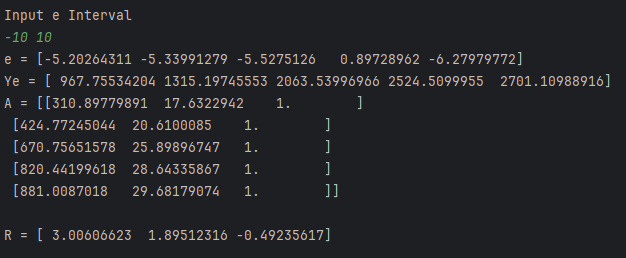 Input e Interval
-10 10
e = [-5.20264311 -5.33991279 -5.5275126   0.89728962 -6.27979772]
Ye = [ 967.75534204 1315.19745553 2063.53996966 2524.5099955  2701.10988916]
A = [[310.89779891  17.6322942    1.        ]
 [424.77245044  20.6100085    1.        ]
 [670.75651578  25.89896747   1.        ]
 [820.44199618  28.64335867   1.        ]
 [881.0087018   29.68179074   1.        ]]
R = [ 3.00606623  1.89512316 -0.49235617]